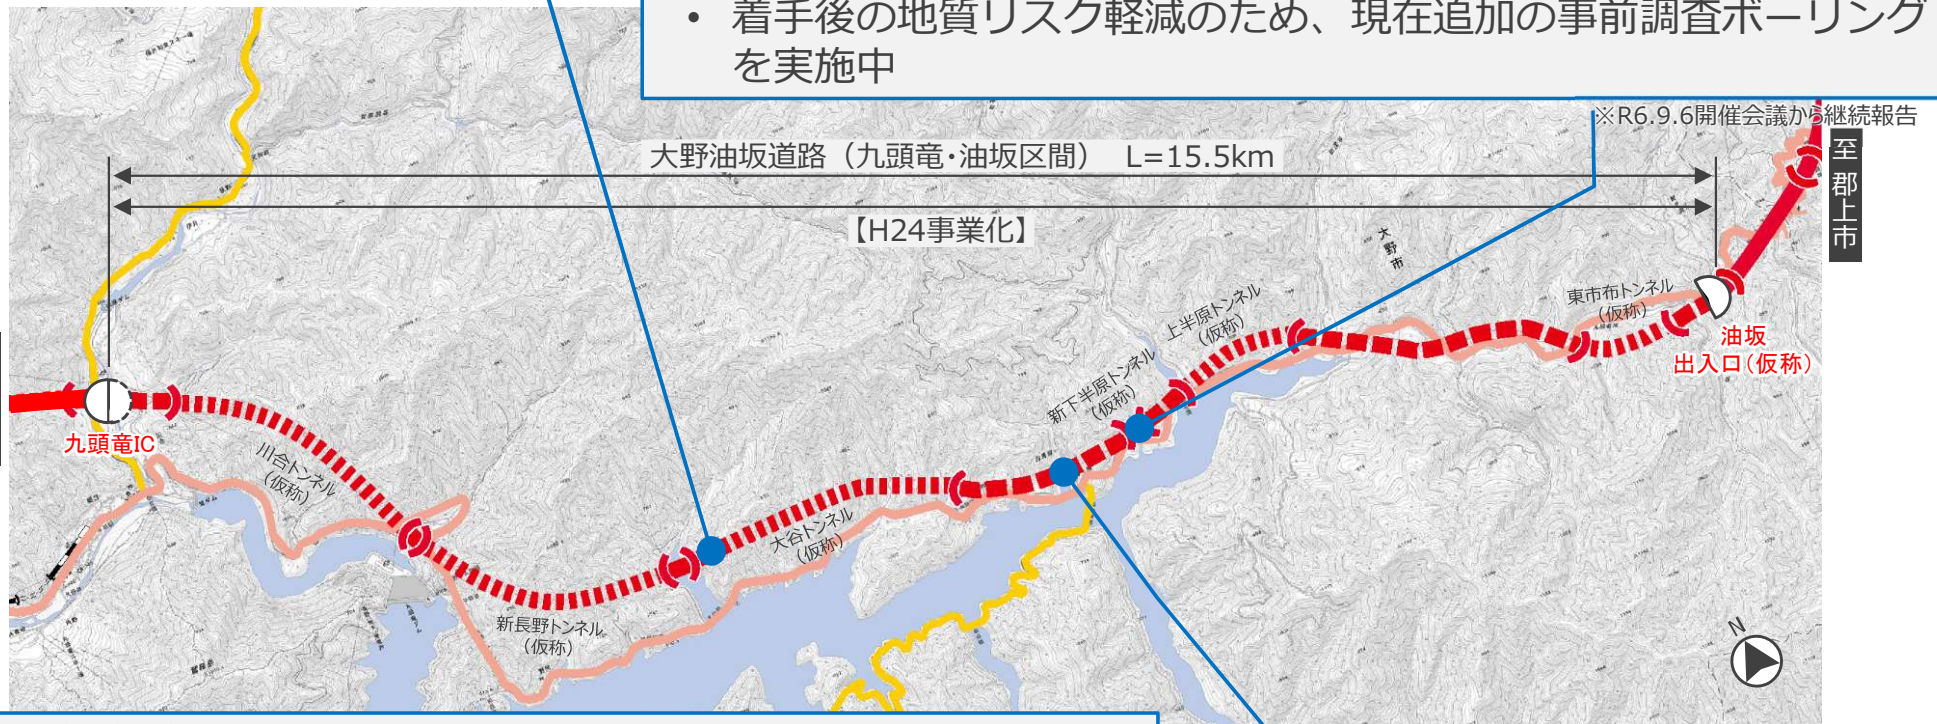 • 着手後の地質リスク軽減のため、現在追加の事前調査ボーリング
を実施中
※R6.9.6開催会議から継続報告
大野油坂道路（九頭竜・油坂区間） L=15.5km
【H24事業化】
至郡上市
大野市
東市布トンネル
（仮称）
上半原トンネル
（仮称）
油坂
出入口（仮称）
新下半原トンネル
（仮称）
九頭竜IC
川合トンネル
（仮称）
大谷トンネル
（仮称）
新長野トンネル
（仮称）
N